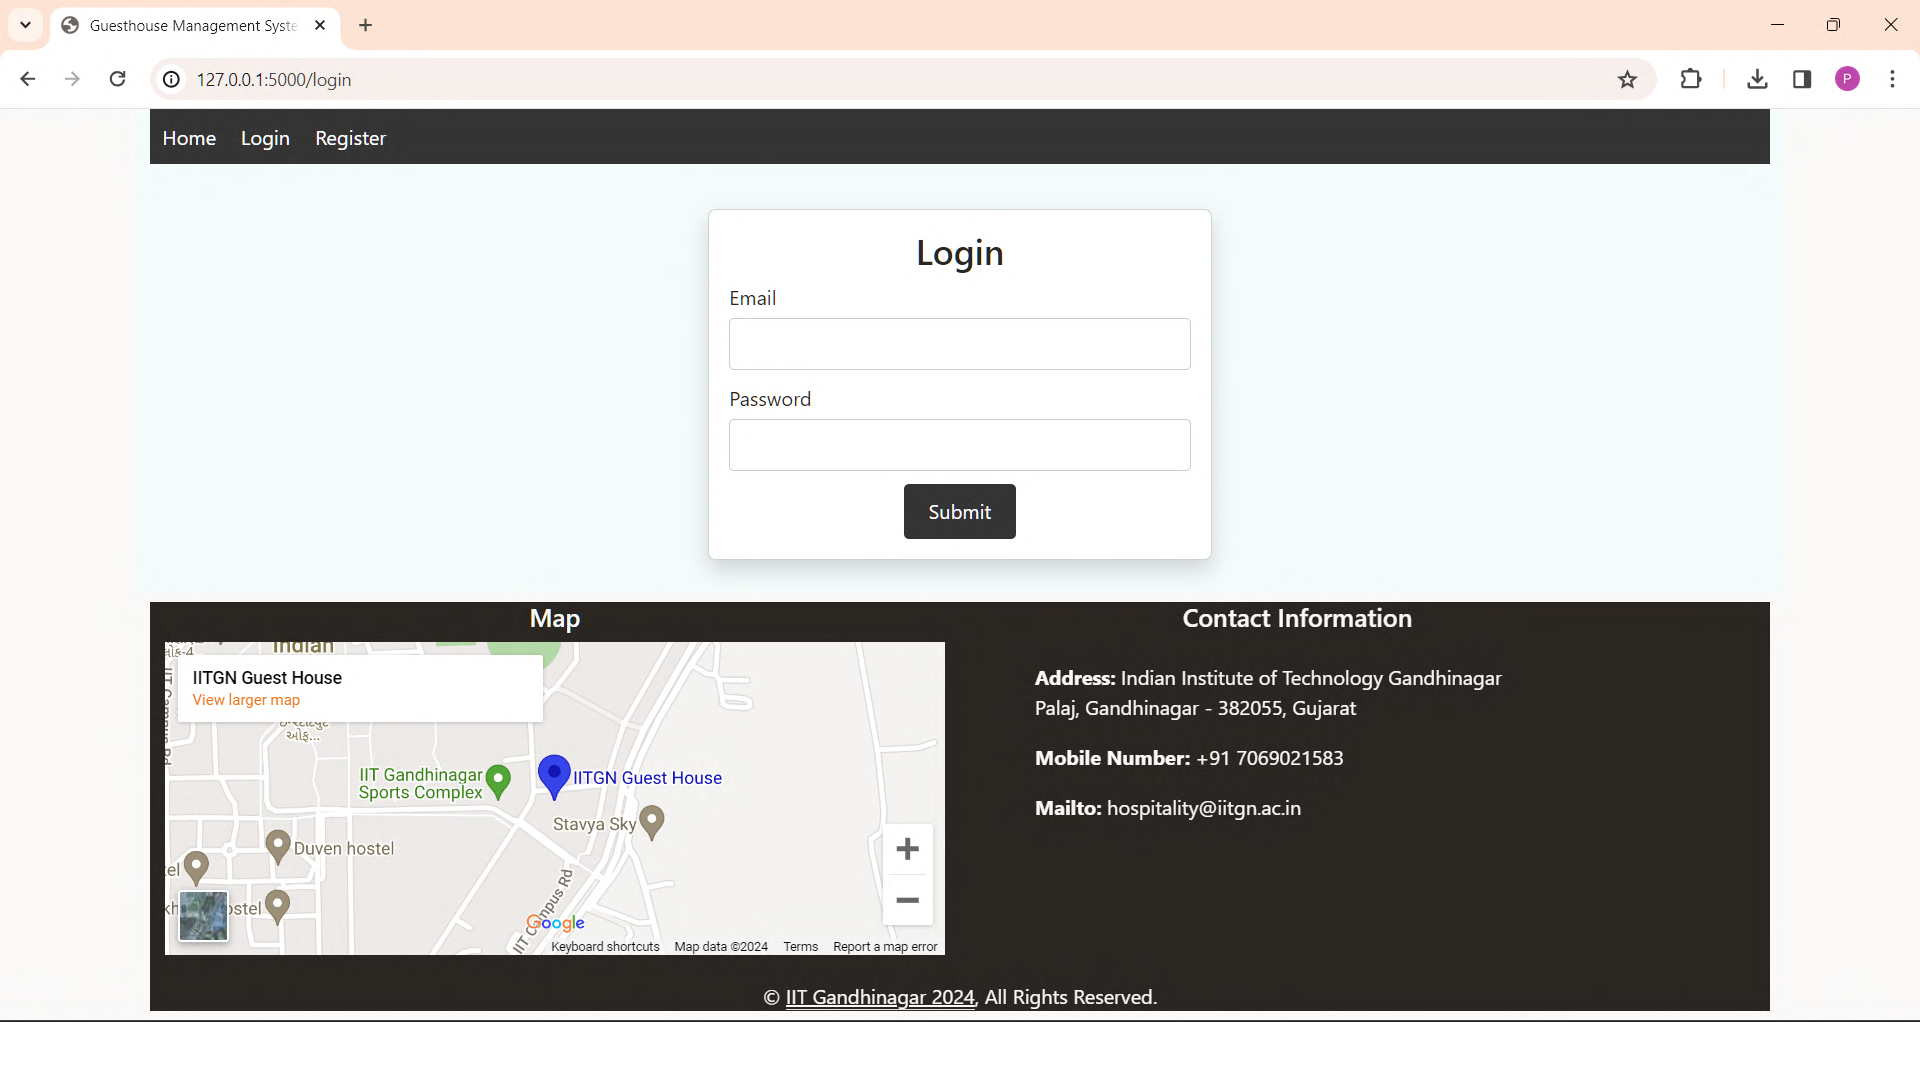 Guesthouse Management Syste
127.0.0.1:5000/login
P
Home Login Register
Login
Email
Password
Submit
Map
Indian
IITGN Guest House
View larger map
IIT Gandhinagar
Sports Complex
IITGN Guest House
Stavya Sky
Duven hostel
IIT Campus Rd
Google
Keyboard shortcuts Map data ©2024 Terms Report a map error
Contact Information
Address: Indian Institute of Technology Gandhinagar
Palaj, Gandhinagar - 382055, Gujarat
Mobile Number: +91 7069021583
Mailto: hospitality@iitgn.ac.in
© IIT Gandhinagar 2024, All Rights Reserved.